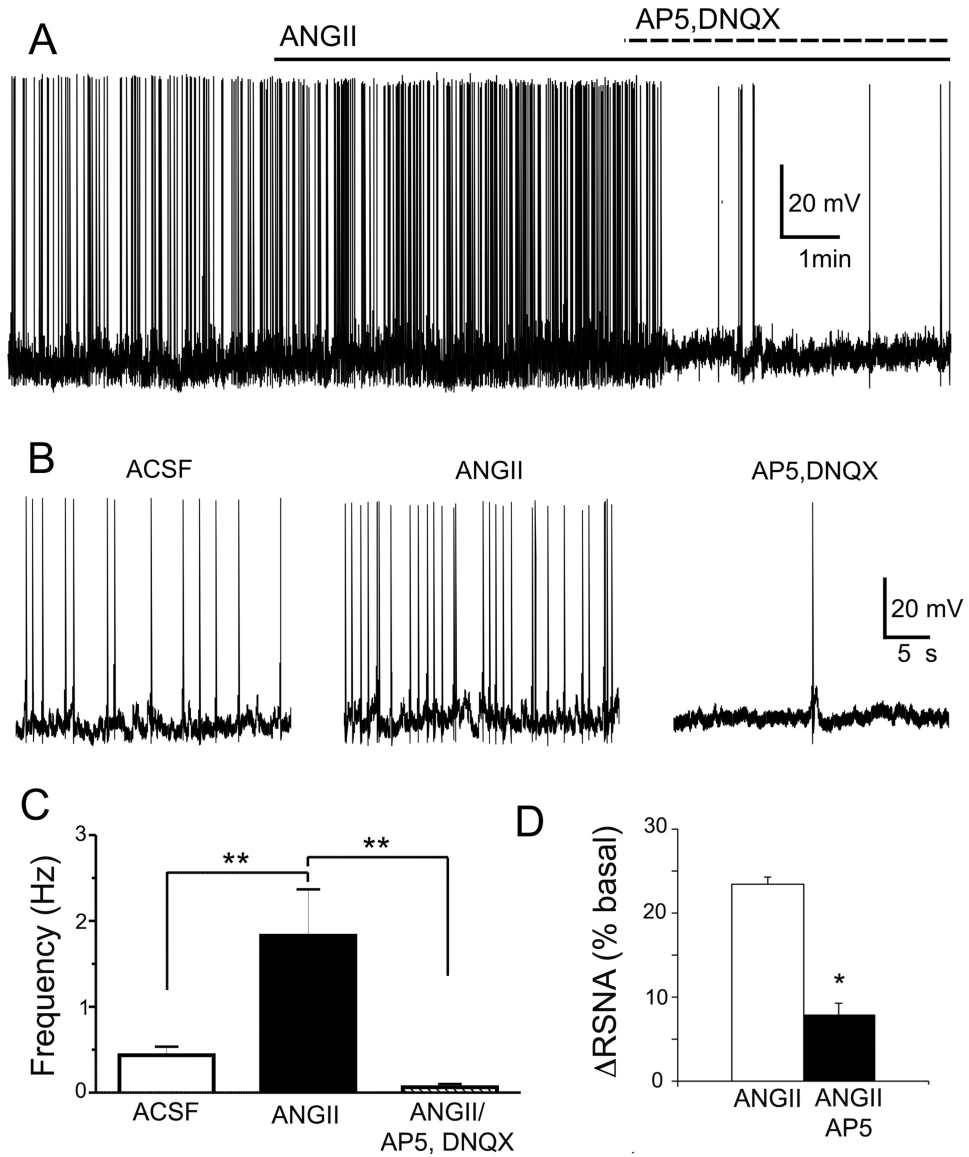 A
ANGII
AP5,DNQX
20 mV
1min
B
ACSF
ANGII
AP5,DNQX
20 mV
5 s
C
Frequency (Hz)
3
2
1
0
**
**
ACSF
ANGII
ANGII/
AP5, DNQX
D
ΔRSNA (% basal)
30
20
10
0
*
ANGII
ANGII
AP5